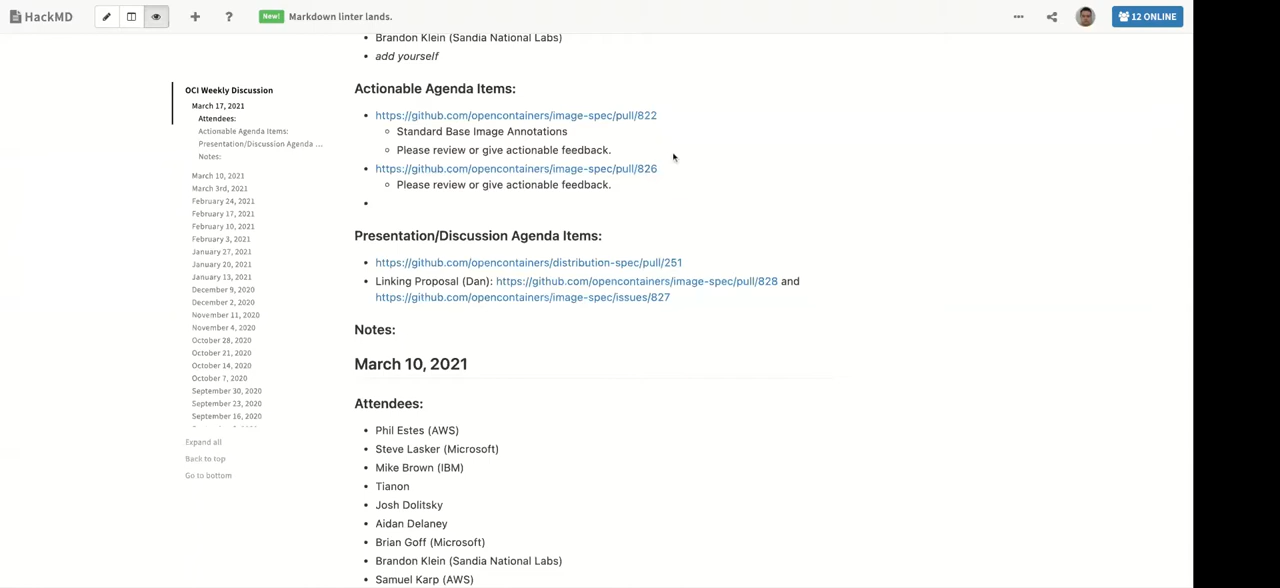 HackMD
?
New!
Markdown linter lands.
12 ONLINE
Brandon Klein (Sandia National Labs)
add yourself
OCI Weekly Discussion
March 17, 2021
Attendees:
Actionable Agenda Items:
Presentation/Discussion Agenda ...
Notes:
March 10, 2021
March 3rd, 2021
February 24, 2021
February 17, 2021
February 10, 2021
February 3, 2021
January 27, 2021
January 20, 2021
January 13, 2021
December 9, 2020
December 2, 2020
November 11, 2020
November 4, 2020
October 28, 2020
October 21, 2020
October 14, 2020
October 7, 2020
September 30, 2020
September 23, 2020
September 16, 2020
Expand all
Back to top
Go to bottom
Actionable Agenda Items:
https://github.com/opencontainers/image-spec/pull/822
Standard Base Image Annotations
Please review or give actionable feedback.
https://github.com/opencontainers/image-spec/pull/826
Please review or give actionable feedback.
Presentation/Discussion Agenda Items:
https://github.com/opencontainers/distribution-spec/pull/251
Linking Proposal (Dan): https://github.com/opencontainers/image-spec/pull/828 and
https://github.com/opencontainers/image-spec/issues/827
Notes:
March 10, 2021
Attendees:
Phil Estes (AWS)
Steve Lasker (Microsoft)
Mike Brown (IBM)
Tianon
Josh Dolitsky
Aidan Delaney
Brian Goff (Microsoft)
Brandon Klein (Sandia National Labs)
Samuel Karp (AWS)